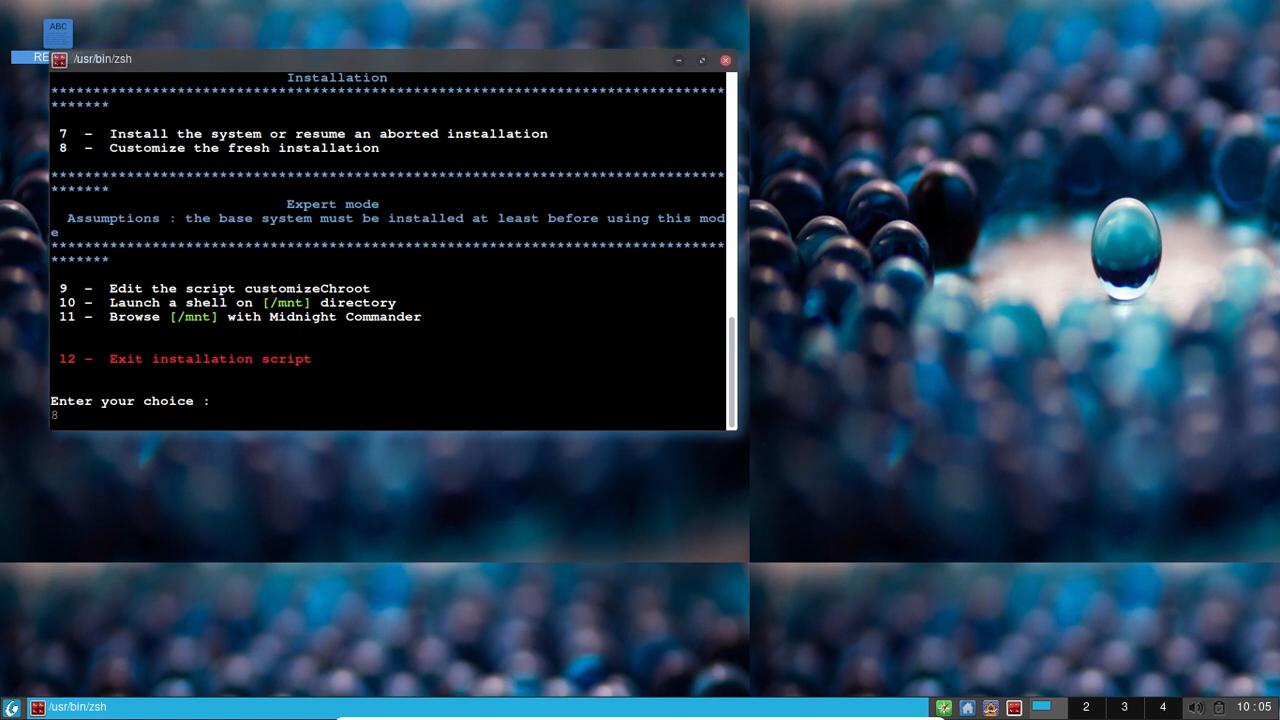 ABC
RE
/usr/bin/zsh
Installation
********************************************************************************
*******
7 - Install the system or resume an aborted installation
8 - Customize the fresh installation
********************************************************************************
*******
Expert mode
Assumptions : the base system must be installed at least before using this mod
e
********************************************************************************
*******
9 - Edit the script customizeChroot
10 - Launch a shell on [/mnt] directory
11 - Browse [/mnt] with Midnight Commander
12 - Exit installation script
Enter your choice :
8
/usr/bin/zsh
2 3 4 10:05